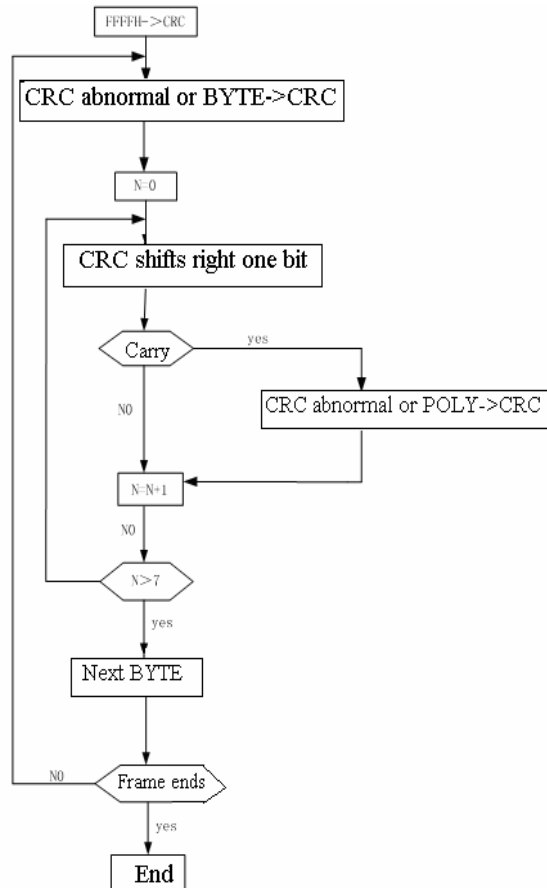 FFFFH->CRC
CRC abnormal or BYTE->CRC
N=0
CRC shifts right one bit
Carry
yes
CRC abnormal or POLY->CRC
NO
N=N+1
NO
N>7
yes
Next BYTE
NO
Frame ends
yes
End